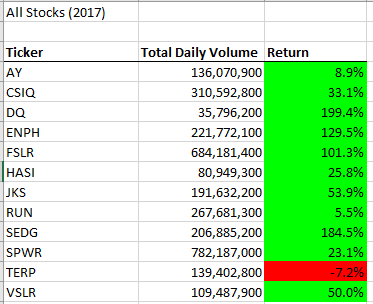 All Stocks (2017)
Ticker Total Daily Volume Return
AY 136,070,900 8.9%
CSIQ 310,592,800 33.1%
DQ 35,796,200 199.4%
ENPH 221,772,100 129.5%
FSLR 684,181,400 101.3%
HASI 80,949,300 25.8%
JKS 191,632,200 53.9%
RUN 267,681,300 5.5%
SEDG 206,885,200 184.5%
SPWR 782,187,000 23.1%
TERP 139,402,800 -7.2%
VSLR 109,487,900 50.0%